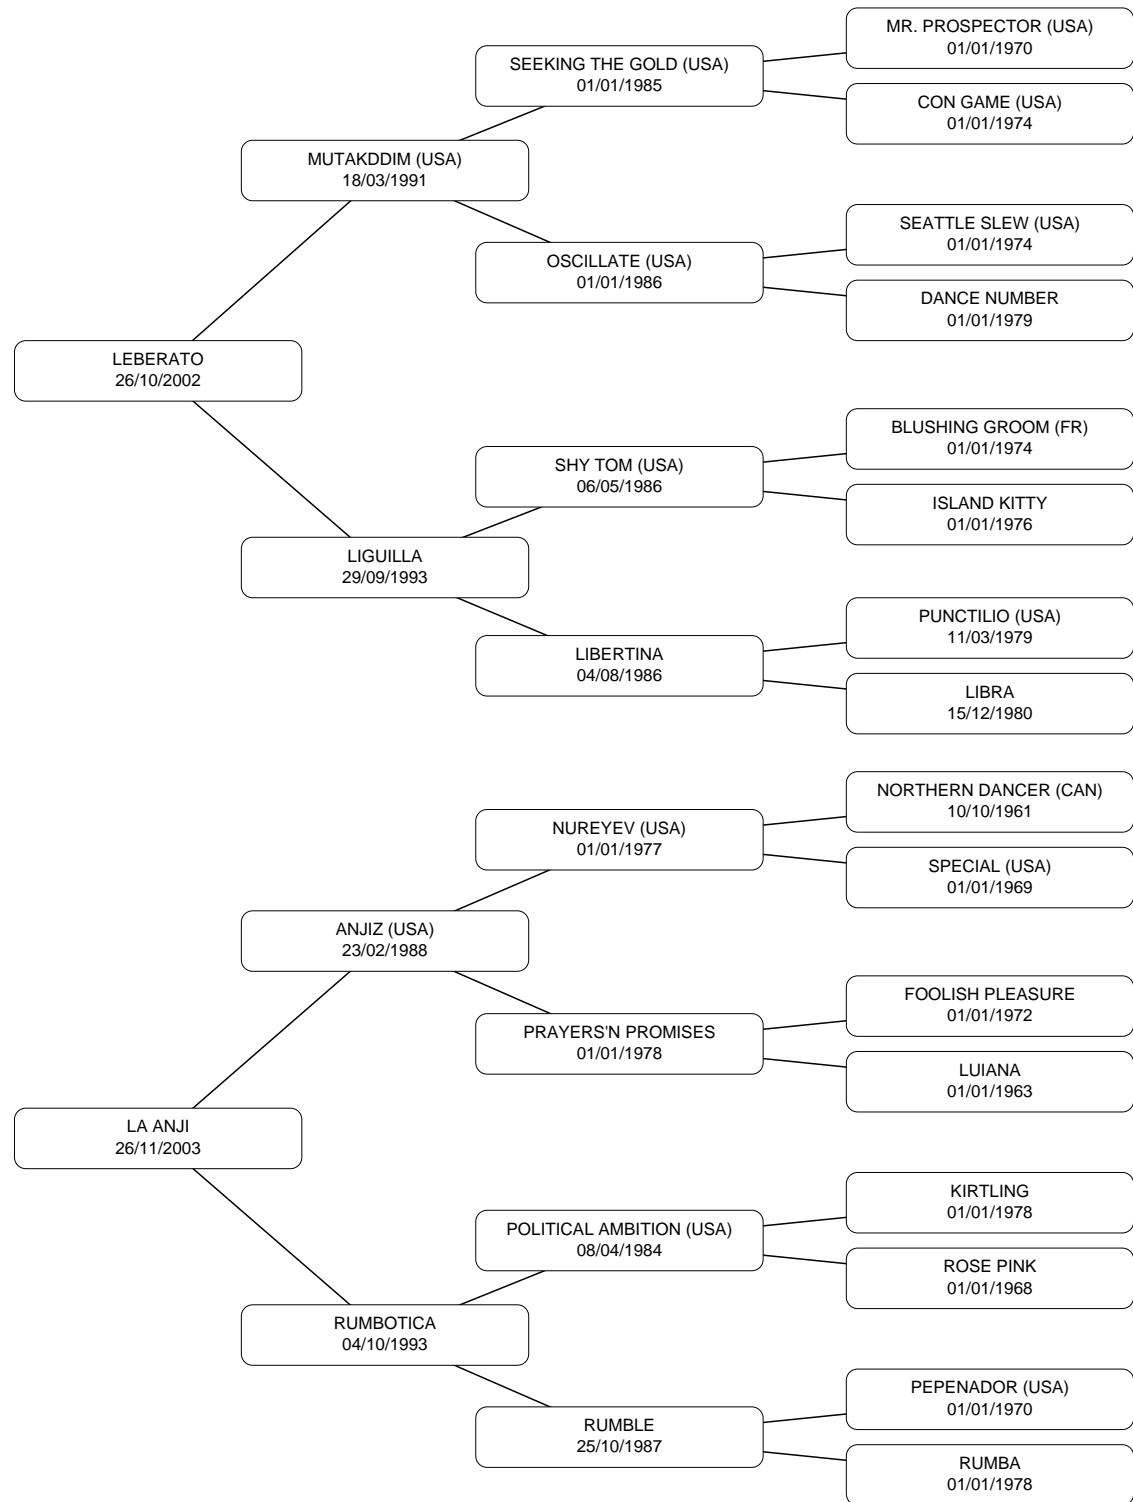 MR. PROSPECTOR (USA)
01/01/1970
SEEKING THE GOLD (USA)
01/01/1985
CON GAME (USA)
01/01/1974
MUTAKDDIM (USA)
18/03/1991
SEATTLE SLEW (USA)
01/01/1974
OSCILLATE (USA)
01/01/1986
DANCE NUMBER
01/01/1979
LEBERATO
26/10/2002
BLUSHING GROOM (FR)
01/01/1974
SHY TOM (USA)
06/05/1986
ISLAND KITTY
01/01/1976
LIGUILLA
29/09/1993
PUNCTILIO (USA)
11/03/1979
LIBERTINA
04/08/1986
LIBRA
15/12/1980
NORTHERN DANCER (CAN)
10/10/1961
NUREYEV (USA)
01/01/1977
SPECIAL (USA)
01/01/1969
ANJIZ (USA)
23/02/1988
FOOLISH PLEASURE
01/01/1972
PRAYERS'N PROMISES
01/01/1978
LUIANA
01/01/1963
LA ANJI
26/11/2003
KIRTLING
01/01/1978
POLITICAL AMBITION (USA)
08/04/1984
ROSE PINK
01/01/1968
RUMBOTICA
04/10/1993
PEPENADOR (USA)
01/01/1970
RUMBLE
25/10/1987
RUMBA
01/01/1978